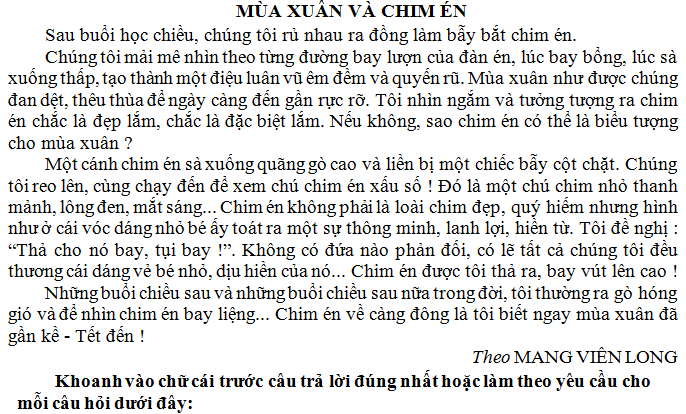 MÙA XUÂN VÀ CHIM ÉN
Sau buổi học chiều, chúng tôi rủ nhau ra đồng làm bẫy bắt chim én.
Chúng tôi mải mê nhìn theo từng đường bay lượn của đàn én, lúc bay bổng, lúc sà
xuống thấp, tạo thành một điệu luân vũ êm đềm và quyến rũ. Mùa xuân như được chúng
đan dệt, thêu thùa để ngày càng đến gần rực rỡ. Tôi nhìn ngắm và tưởng tượng ra chim
én chắc là đẹp lắm, chắc là đặc biệt lắm. Nếu không, sao chim én có thể là biểu tượng
cho mùa xuân ?
Một cánh chim én sà xuống quãng gò cao và liền bị một chiếc bẫy cột chặt. Chúng
tôi reo lên, cùng chạy đến để xem chú chim én xấu số ! Đó là một chú chim nhỏ thanh
mảnh, lông đen, mắt sáng... Chim én không phải là loài chim đẹp, quý hiếm nhưng hình
như ở cái vóc dáng nhỏ bé ấy toát ra một sự thông minh, lanh lợi, hiền từ. Tôi đề nghị :
“Thả cho nó bay, tụi bay !”. Không có đứa nào phản đối, có lẽ tất cả chúng tôi đều
thương cái dáng vẻ bé nhỏ, dịu hiền của nó... Chim én được tôi thả ra, bay vút lên cao !
Những buổi chiều sau và những buổi chiều sau nữa trong đời, tôi thường ra gò hóng
gió và để nhìn chim én bay liệng... Chim én về càng đông là tôi biết ngay mùa xuân đã
gần kề - Tết đến !
Theo MANG VIÊN LONG
Khoanh vào chữ cái trước câu trả lời đúng nhất hoặc làm theo yêu cầu cho
mỗi câu hỏi dưới đây: